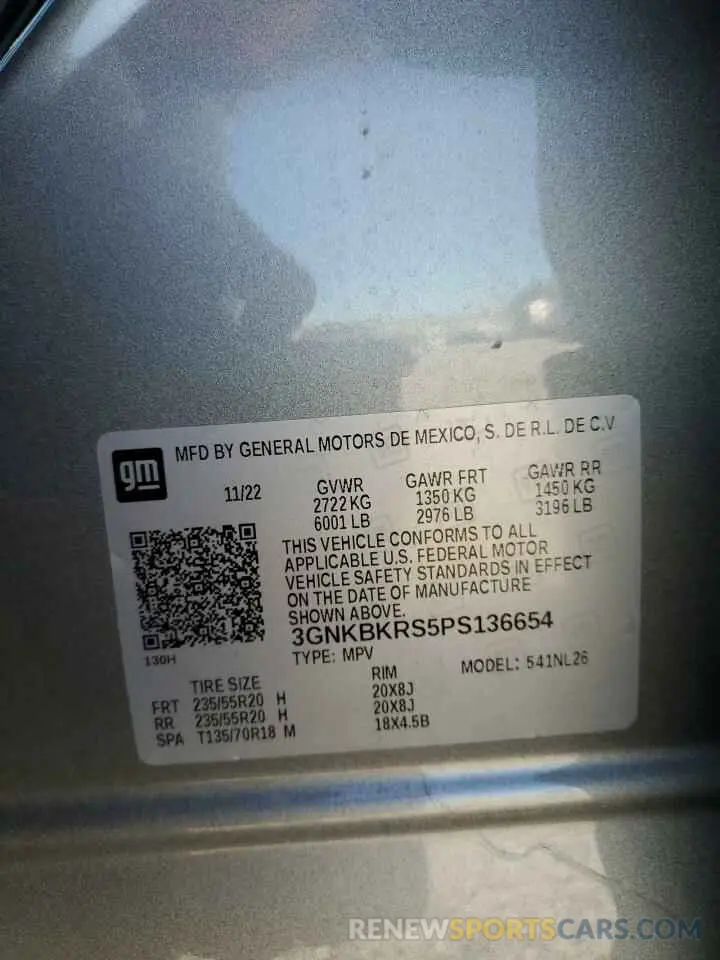 gm
MFD BY GENERAL MOTORS DE MEXICO, S. DE R.L. DE C.V
11/22 GVWR GAWR FRT GAWR RR
2722 KG 1350 KG 1450 KG
6001 LB 2976 LB 3196 LB
THIS VEHICLE CONFORMS TO ALL
APPLICABLE U.S. FEDERAL MOTOR
VEHICLE SAFETY STANDARDS IN EFFECT
ON THE DATE OF MANUFACTURE
SHOWN ABOVE.
3GNKBKRS5PS136654
130H TYPE: MPV MODEL: 541NL26
TIRE SIZE RIM
FRT 235/55R20 H 20X8J
RR 235/55R20 H 20X8J
SPA T135/70R18 M 18X4.5B
RENEWSPORTSCARS.COM